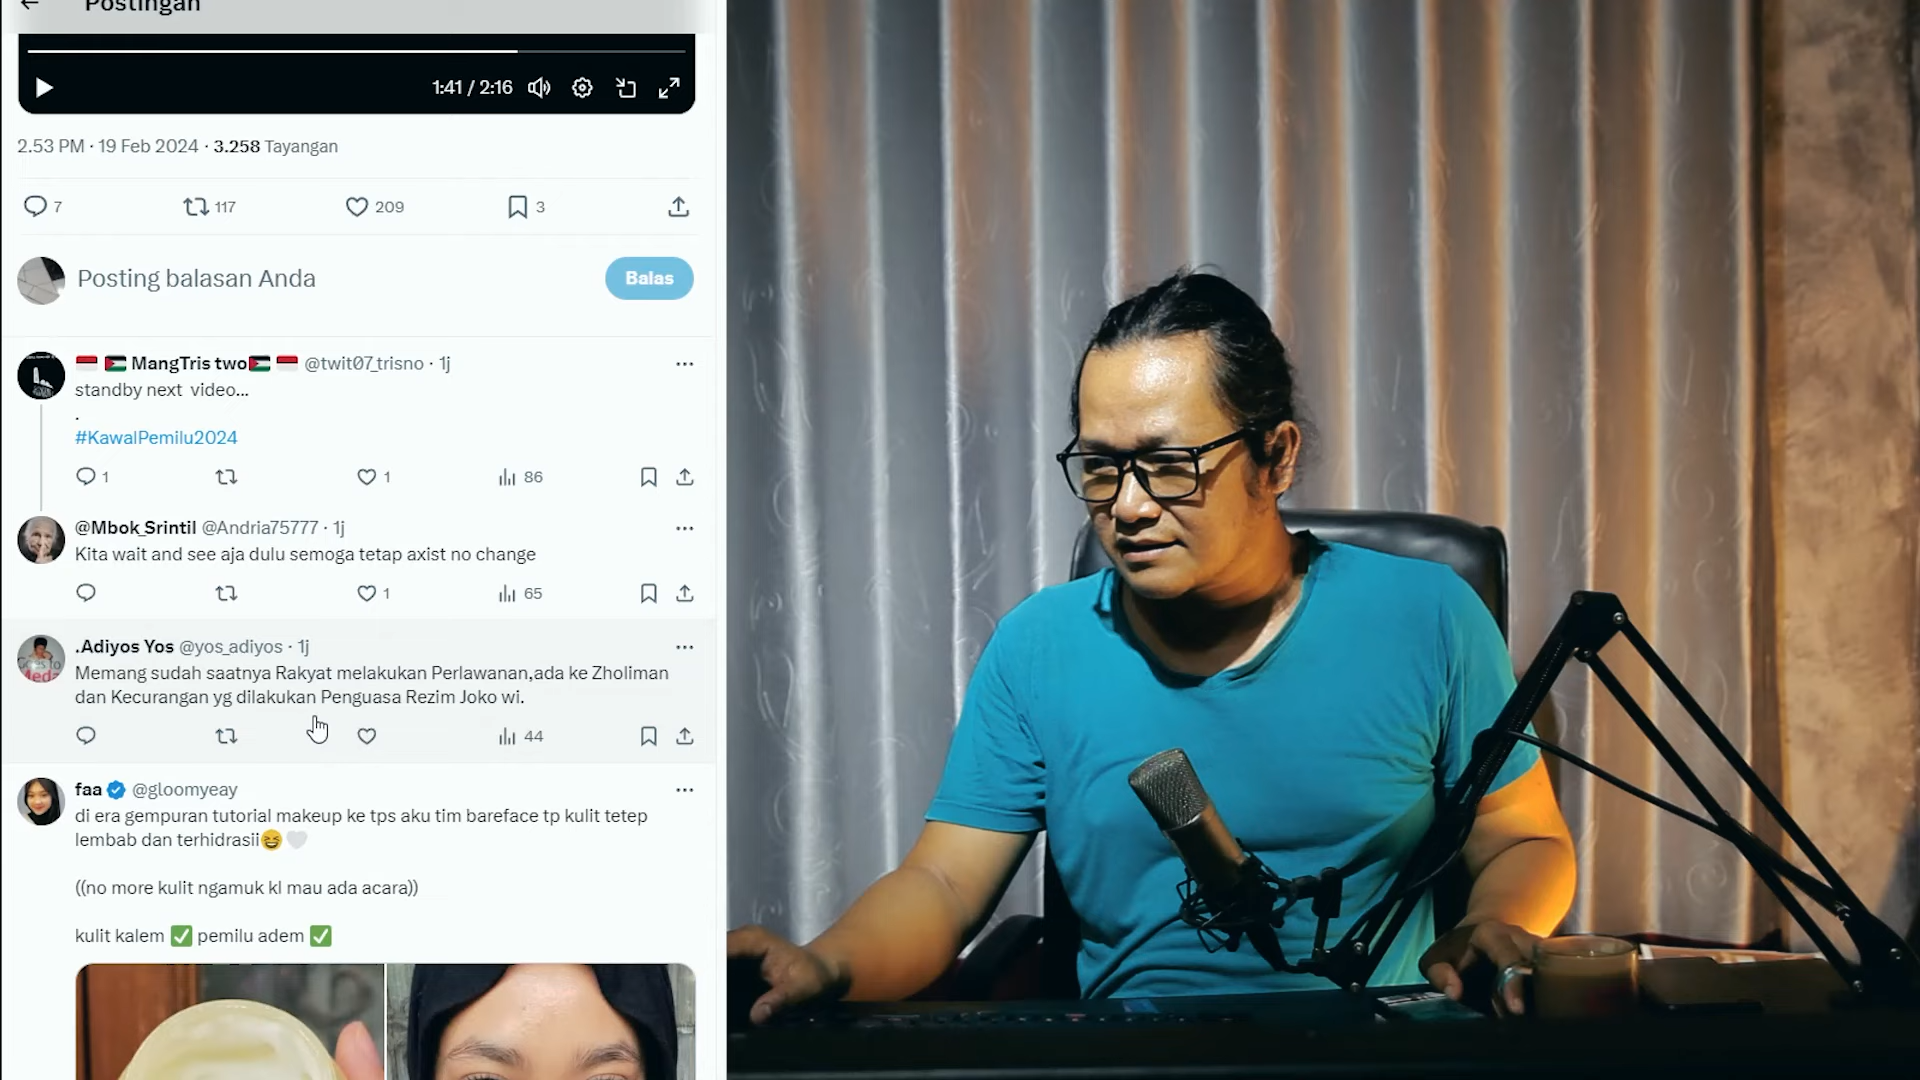 Postingan
1:41 / 2:16
2.53 PM · 19 Feb 2024 · 3.258 Tayangan
7 117 209 3
Posting balasan Anda
Balas
MangTris two @twit07_trisno · 1j
standby next video...
.
#KawalPemilu2024
1 1 86
@Mbok_Srintil @Andria75777 · 1j
Kita wait and see aja dulu semoga tetap axist no change
1 65
.Adiyos Yos @yos_adiyos · 1j
Memang sudah saatnya Rakyat melakukan Perlawanan,ada ke Zholiman
dan Kecurangan yg dilakukan Penguasa Rezim Joko wi.
44
faa @gloomyeay
di era gempuran tutorial makeup ke tps aku tim bareface tp kulit tetep
lembab dan terhidrasii😆🤍
((no more kulit ngamuk kl mau ada acara))
kulit kalem ✅ pemilu adem ✅